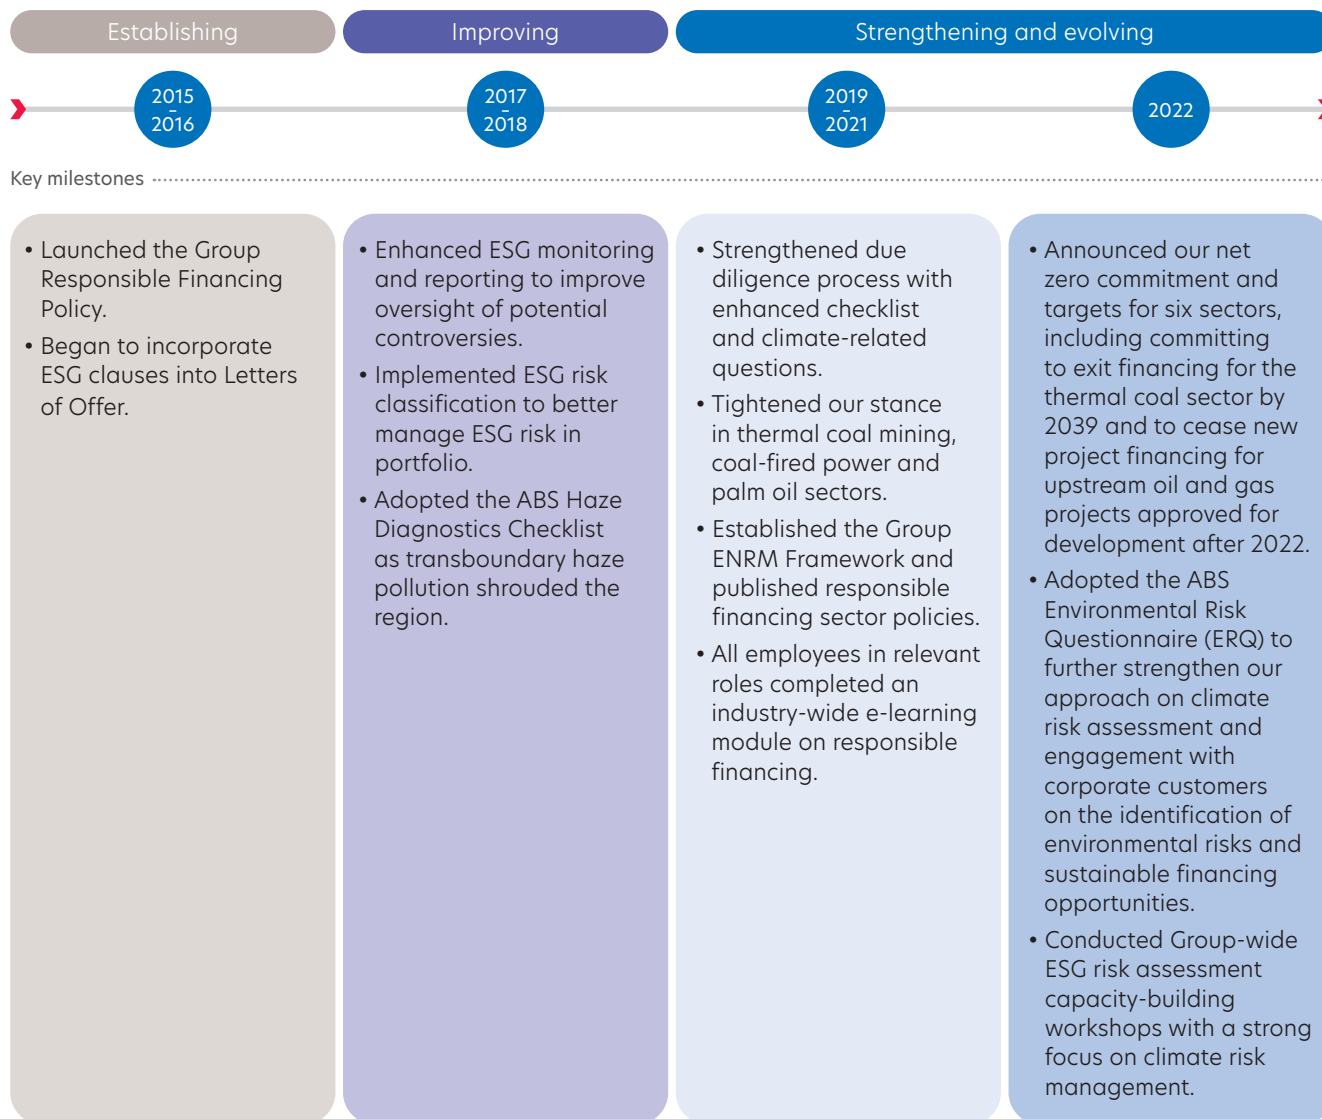 Establishing
Improving
Strengthening and evolving
2015
-
2016
2017
-
2018
2019
-
2021
2022
Key milestones
• Launched the Group
Responsible Financing
Policy.
• Began to incorporate
ESG clauses into Letters
of Offer.
• Enhanced ESG monitoring
and reporting to improve
oversight of potential
controversies.
• Implemented ESG risk
classification to better
manage ESG risk in
portfolio.
• Adopted the ABS Haze
Diagnostics Checklist
as transboundary haze
pollution shrouded the
region.
• Strengthened due
diligence process with
enhanced checklist
and climate-related
questions.
• Tightened our stance
in thermal coal mining,
coal-fired power and
palm oil sectors.
• Established the Group
ENRM Framework and
published responsible
financing sector policies.
• All employees in relevant
roles completed an
industry-wide e-learning
module on responsible
financing.
• Announced our net
zero commitment and
targets for six sectors,
including committing
to exit financing for the
thermal coal sector by
2039 and to cease new
project financing for
upstream oil and gas
projects approved for
development after 2022.
• Adopted the ABS
Environmental Risk
Questionnaire (ERQ) to
further strengthen our
approach on climate
risk assessment and
engagement with
corporate customers
on the identification of
environmental risks and
sustainable financing
opportunities.
• Conducted Group-wide
ESG risk assessment
capacity-building
workshops with a strong
focus on climate risk
management.